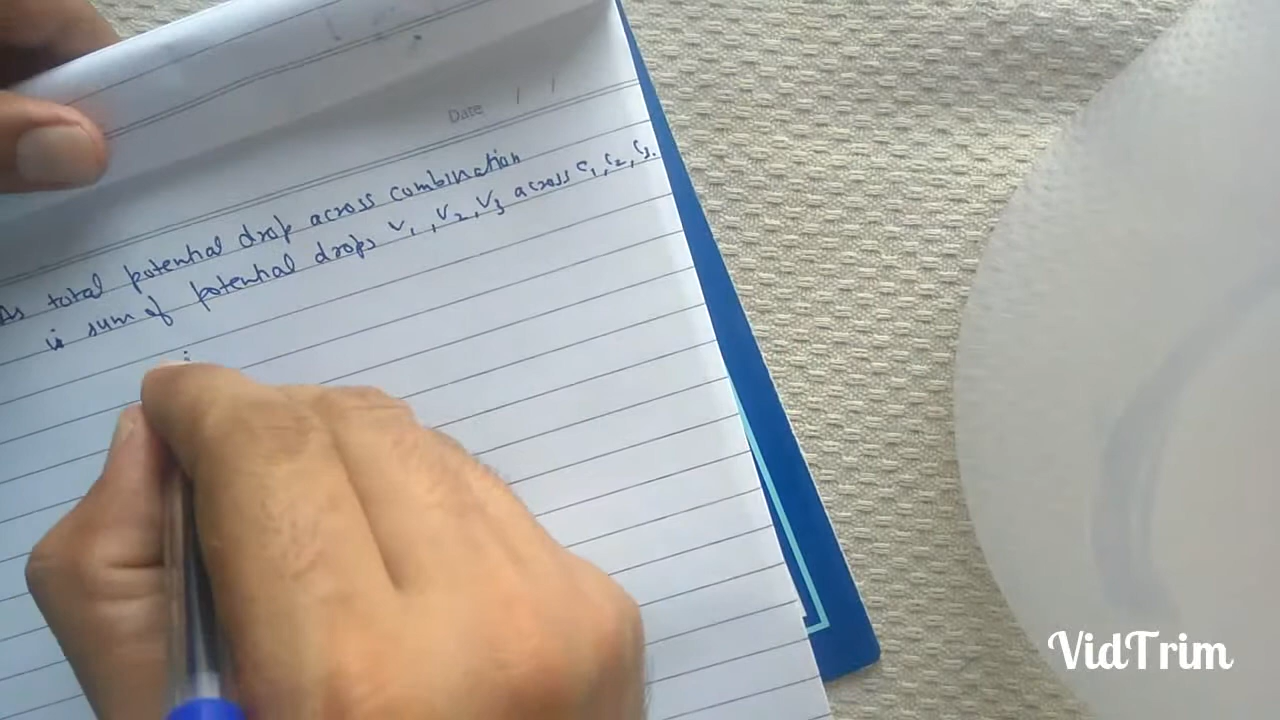 Date / /
As total potential drop across combination
is sum of potential drops V₁, V₂, V₃ across C₁, C₂, C₃.
VidTrim